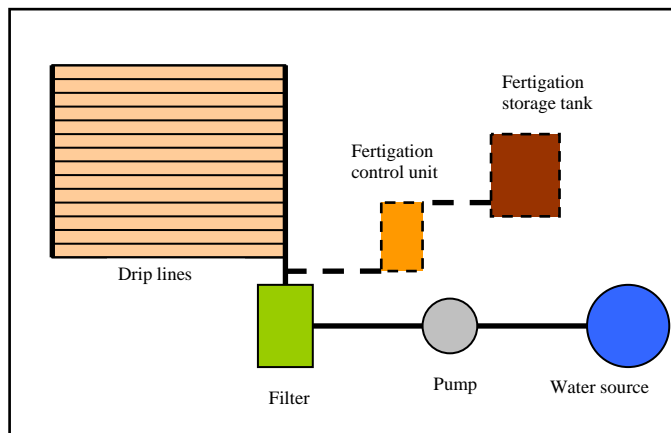 Fertigation
storage tank
Fertigation
control unit
Drip lines
Filter
Pump
Water source